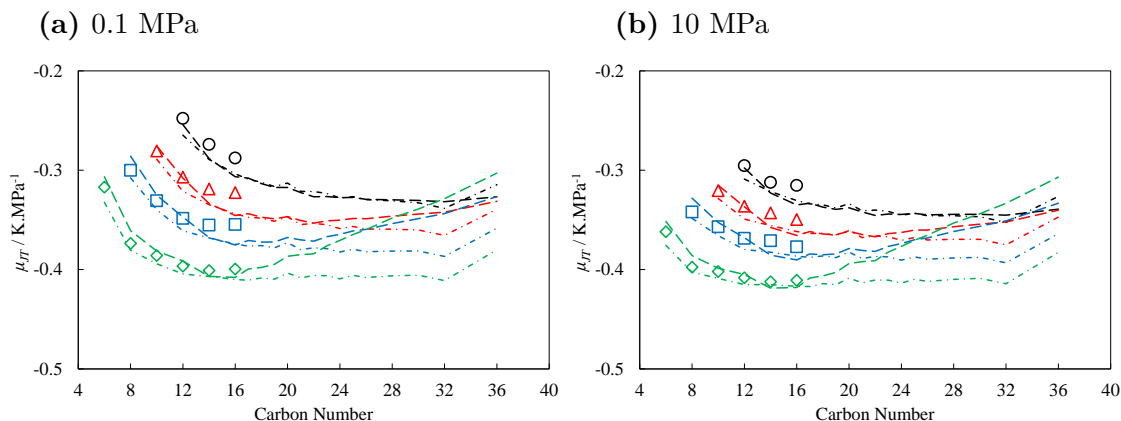 (a) 0.1 MPa
-0.2
-0.3
-0.4
-0.5
μJT / K.MPa-1
4 8 12 16 20 24 28 32 36 40
Carbon Number
(b) 10 MPa
-0.2
-0.3
-0.4
-0.5
μJT / K.MPa-1
4 8 12 16 20 24 28 32 36 40
Carbon Number